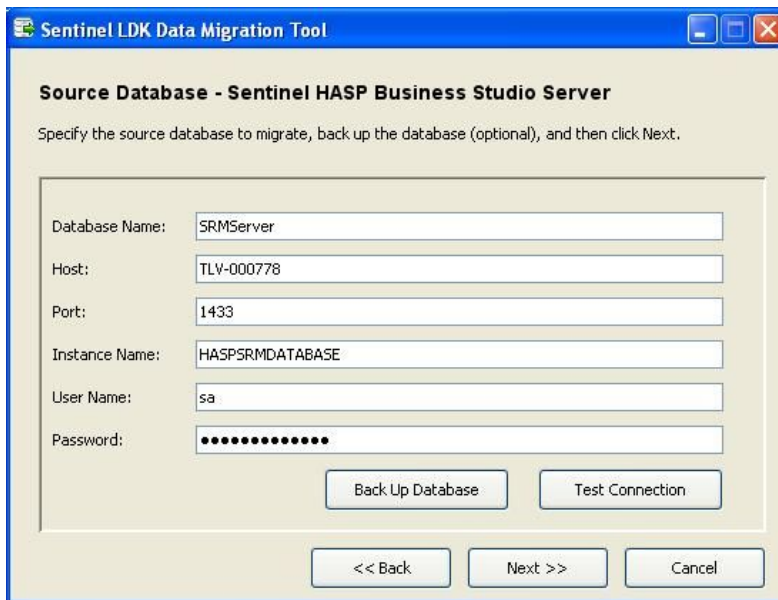 Sentinel LDK Data Migration Tool
Source Database - Sentinel HASP Business Studio Server
Specify the source database to migrate, back up the database (optional), and then click Next.
Database Name: SRMServer
Host: TLV-000778
Port: 1433
Instance Name: HASPSRMDATABASE
User Name: sa
Password: •••••••••••••
Back Up Database Test Connection
<< Back Next >> Cancel